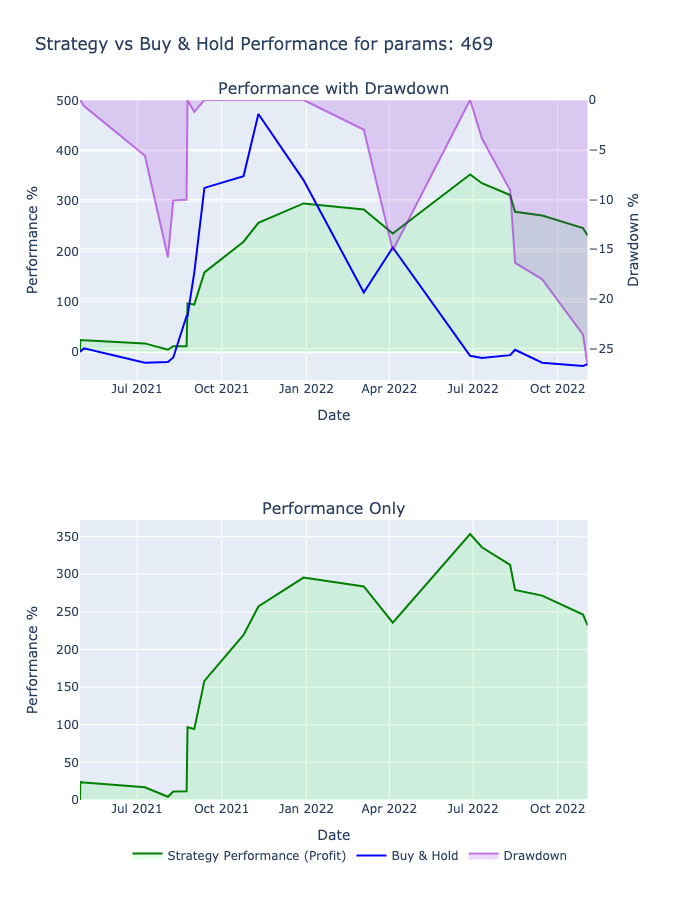 Strategy vs Buy & Hold Performance for params: 469
Performance with Drawdown
500
400
300
200
100
0
Performance %
0
−5
−10
−15
−20
−25
Drawdown %
Jul 2021 Oct 2021 Jan 2022 Apr 2022 Jul 2022 Oct 2022
Date
Performance Only
350
300
250
200
150
100
50
0
Performance %
Jul 2021 Oct 2021 Jan 2022 Apr 2022 Jul 2022 Oct 2022
Date
Strategy Performance (Profit) Buy & Hold Drawdown